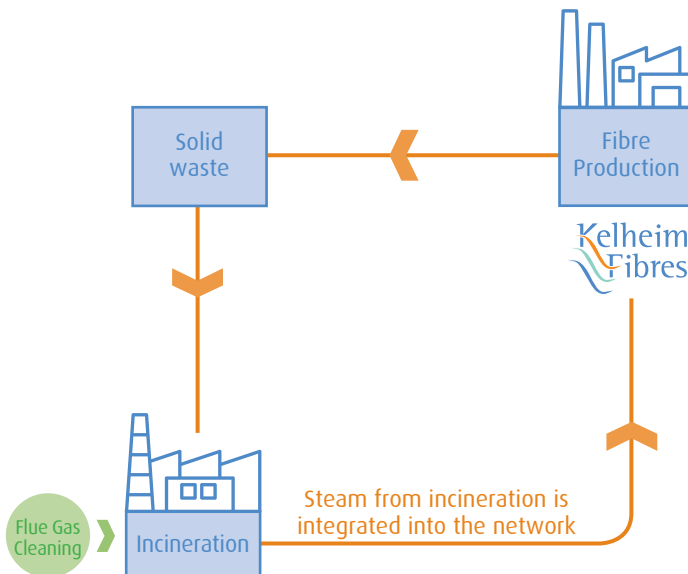 Solid
waste
Fibre
Production
Kelheim
Fibres
Flue Gas
Cleaning
Incineration
Steam from incineration is
integrated into the network